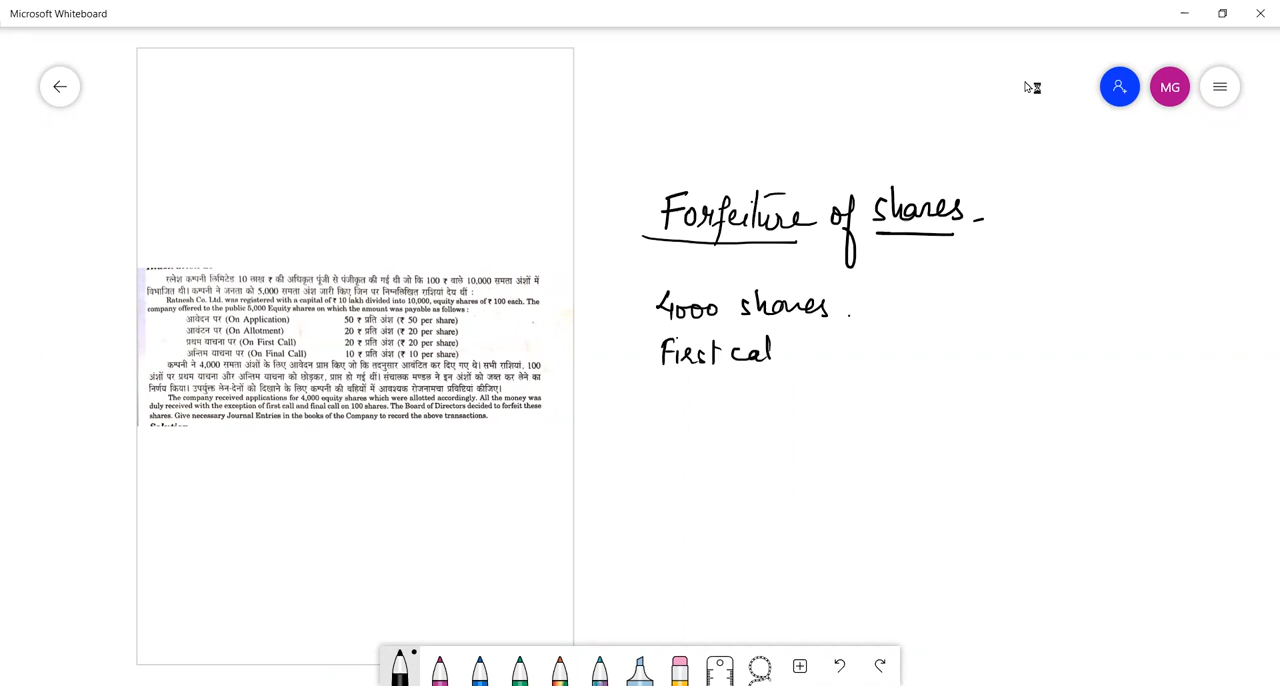 Microsoft Whiteboard
MG
Forfeiture of shares.
4000 shares.
First cal
रत्नेश कम्पनी लिमिटेड 10 लाख ₹ की अधिकृत पूंजी से पंजीकृत की गई थी जो कि 100 ₹ वाले 10,000 समता अंशों में
विभाजित थी। कम्पनी ने जनता को 5,000 समता अंश जारी किए जिन पर निम्नलिखित राशियां देय थीं :
Ratnesh Co. Ltd. was registered with a capital of ₹ 10 lakh divided into 10,000, equity shares of ₹ 100 each. The
company offered to the public 5,000 Equity shares on which the amount was payable as follows :
आवेदन पर (On Application) 50 ₹ प्रति अंश (₹ 50 per share)
आवंटन पर (On Allotment) 20 ₹ प्रति अंश (₹ 20 per share)
प्रथम याचना पर (On First Call) 20 ₹ प्रति अंश (₹ 20 per share)
अन्तिम याचना पर (On Final Call) 10 ₹ प्रति अंश (₹ 10 per share)
कम्पनी ने 4,000 समता अंशों के लिए आवेदन प्राप्त किए जो कि तदनुसार आवंटित कर दिए गए थे। सभी राशियां, 100
अंशों पर प्रथम याचना और अन्तिम याचना को छोड़कर, प्राप्त हो गई थीं। संचालक मण्डल ने इन अंशों को जब्त कर लेने का
निर्णय किया। उपर्युक्त लेन-देनों को दिखाने के लिए कम्पनी की बहियों में आवश्यक रोजनामचा प्रविष्टियां कीजिए।
The company received applications for 4,000 equity shares which were allotted accordingly. All the money was
duly received with the exception of first call and final call on 100 shares. The Board of Directors decided to forfeit these
shares. Give necessary Journal Entries in the books of the Company to record the above transactions.